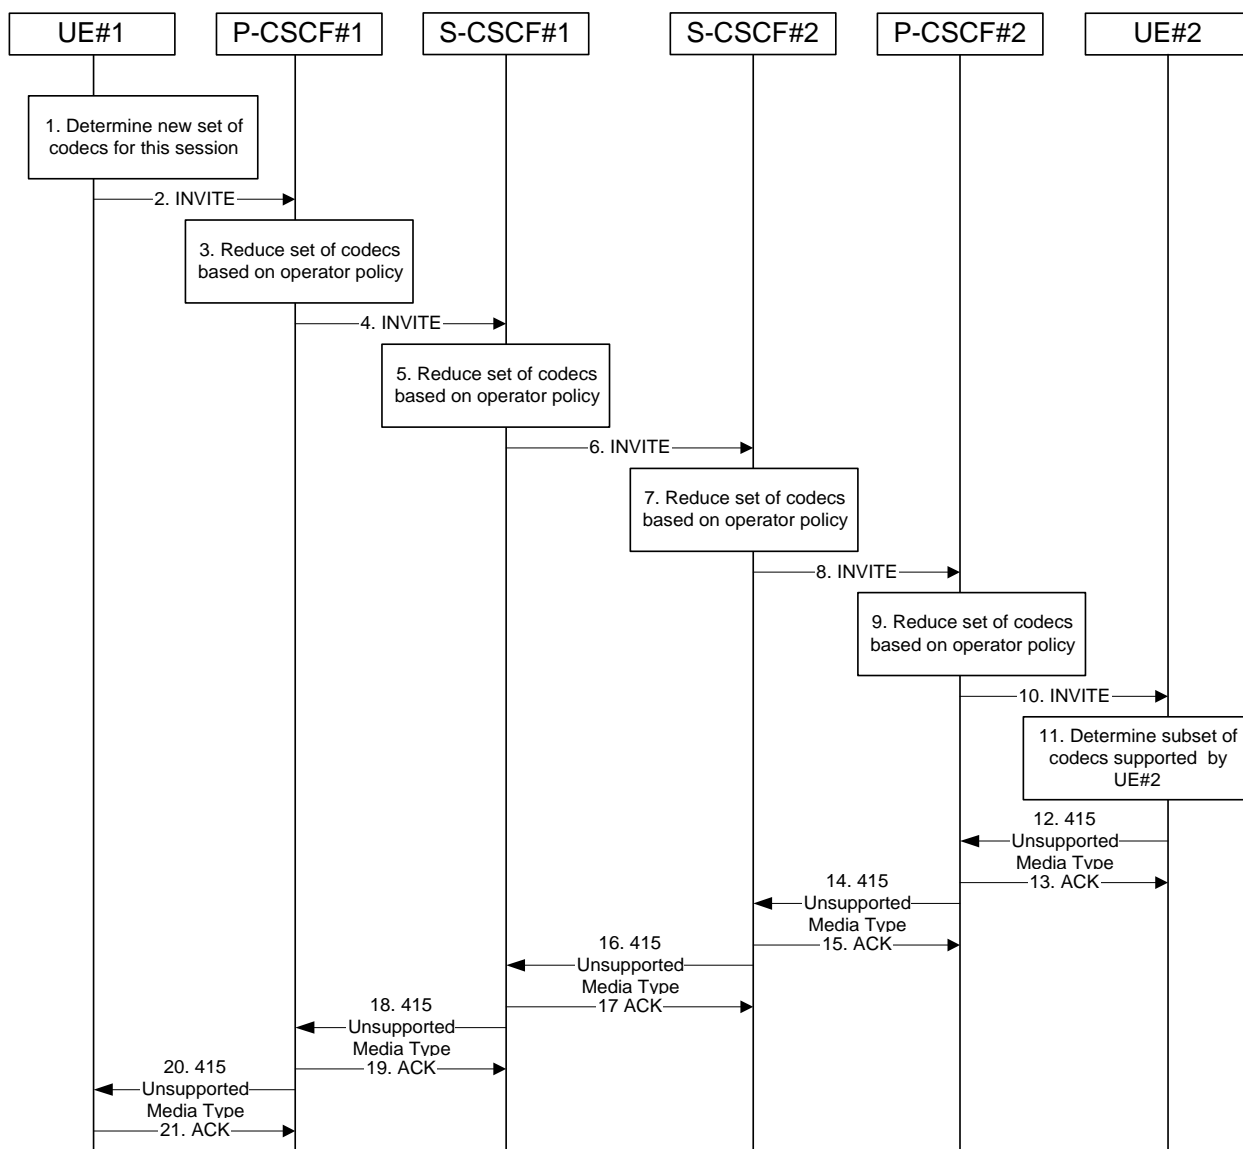 UE#1
P-CSCF#1
S-CSCF#1
S-CSCF#2
P-CSCF#2
UE#2
1. Determine new set of
codecs for this session
2. INVITE
3. Reduce set of codecs
based on operator policy
4. INVITE
5. Reduce set of codecs
based on operator policy
6. INVITE
7. Reduce set of codecs
based on operator policy
8. INVITE
9. Reduce set of codecs
based on operator policy
10. INVITE
11. Determine subset of
codecs supported by
UE#2
12. 415
Unsupported
Media Type
13. ACK
14. 415
Unsupported
Media Type
15. ACK
16. 415
Unsupported
Media Type
17 ACK
18. 415
Unsupported
Media Type
19. ACK
20. 415
Unsupported
Media Type
21. ACK